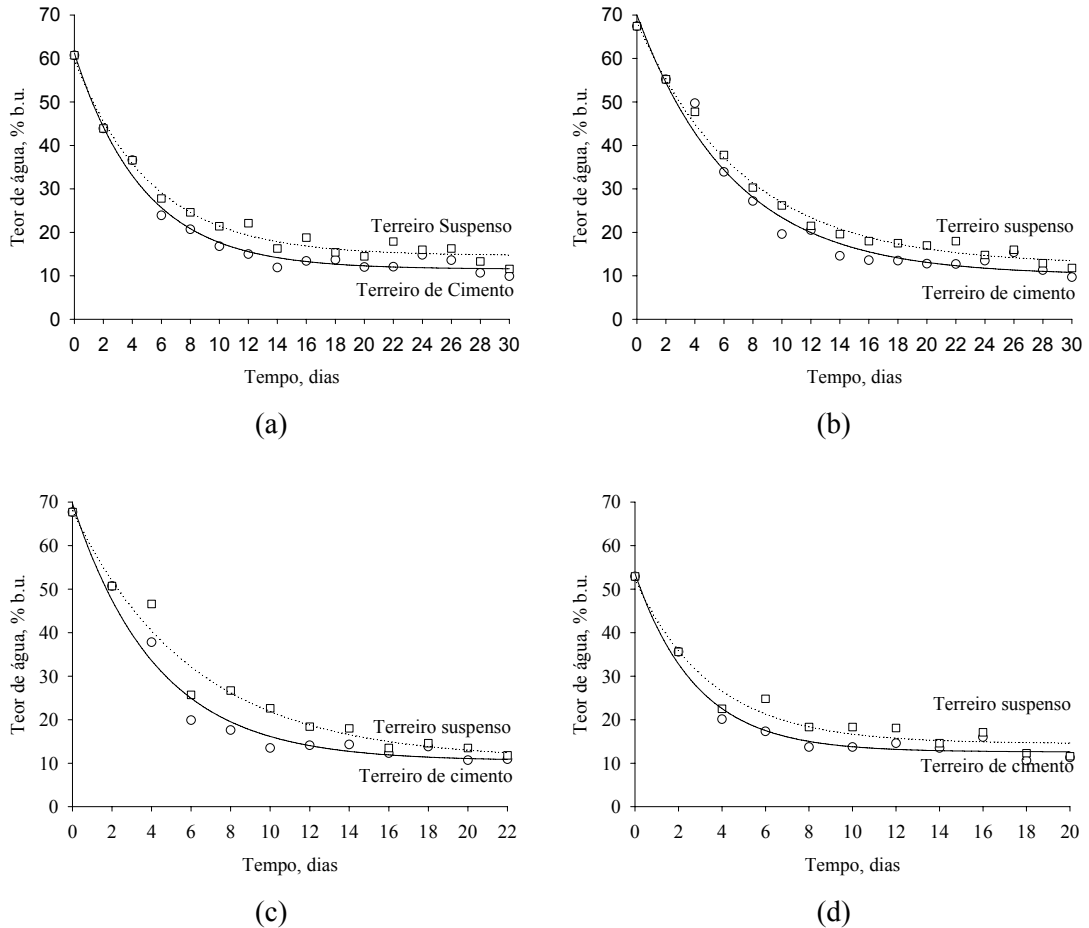 70
60
50
40
30
20
10
0
Teor de água, % b.u.
Terreiro Suspenso
Terreiro de Cimento
0 2 4 6 8 10 12 14 16 18 20 22 24 26 28 30
Tempo, dias
(a)
70
60
50
40
30
20
10
0
Teor de água, % b.u.
Terreiro suspenso
Terreiro de cimento
0 2 4 6 8 10 12 14 16 18 20 22 24 26 28 30
Tempo, dias
(b)
70
60
50
40
30
20
10
0
Teor de água, % b.u.
Terreiro suspenso
Terreiro de cimento
0 2 4 6 8 10 12 14 16 18 20 22
Tempo, dias
(c)
70
60
50
40
30
20
10
0
Teor de água, % b.u.
Terreiro suspenso
Terreiro de cimento
0 2 4 6 8 10 12 14 16 18 20
Tempo, dias
(d)